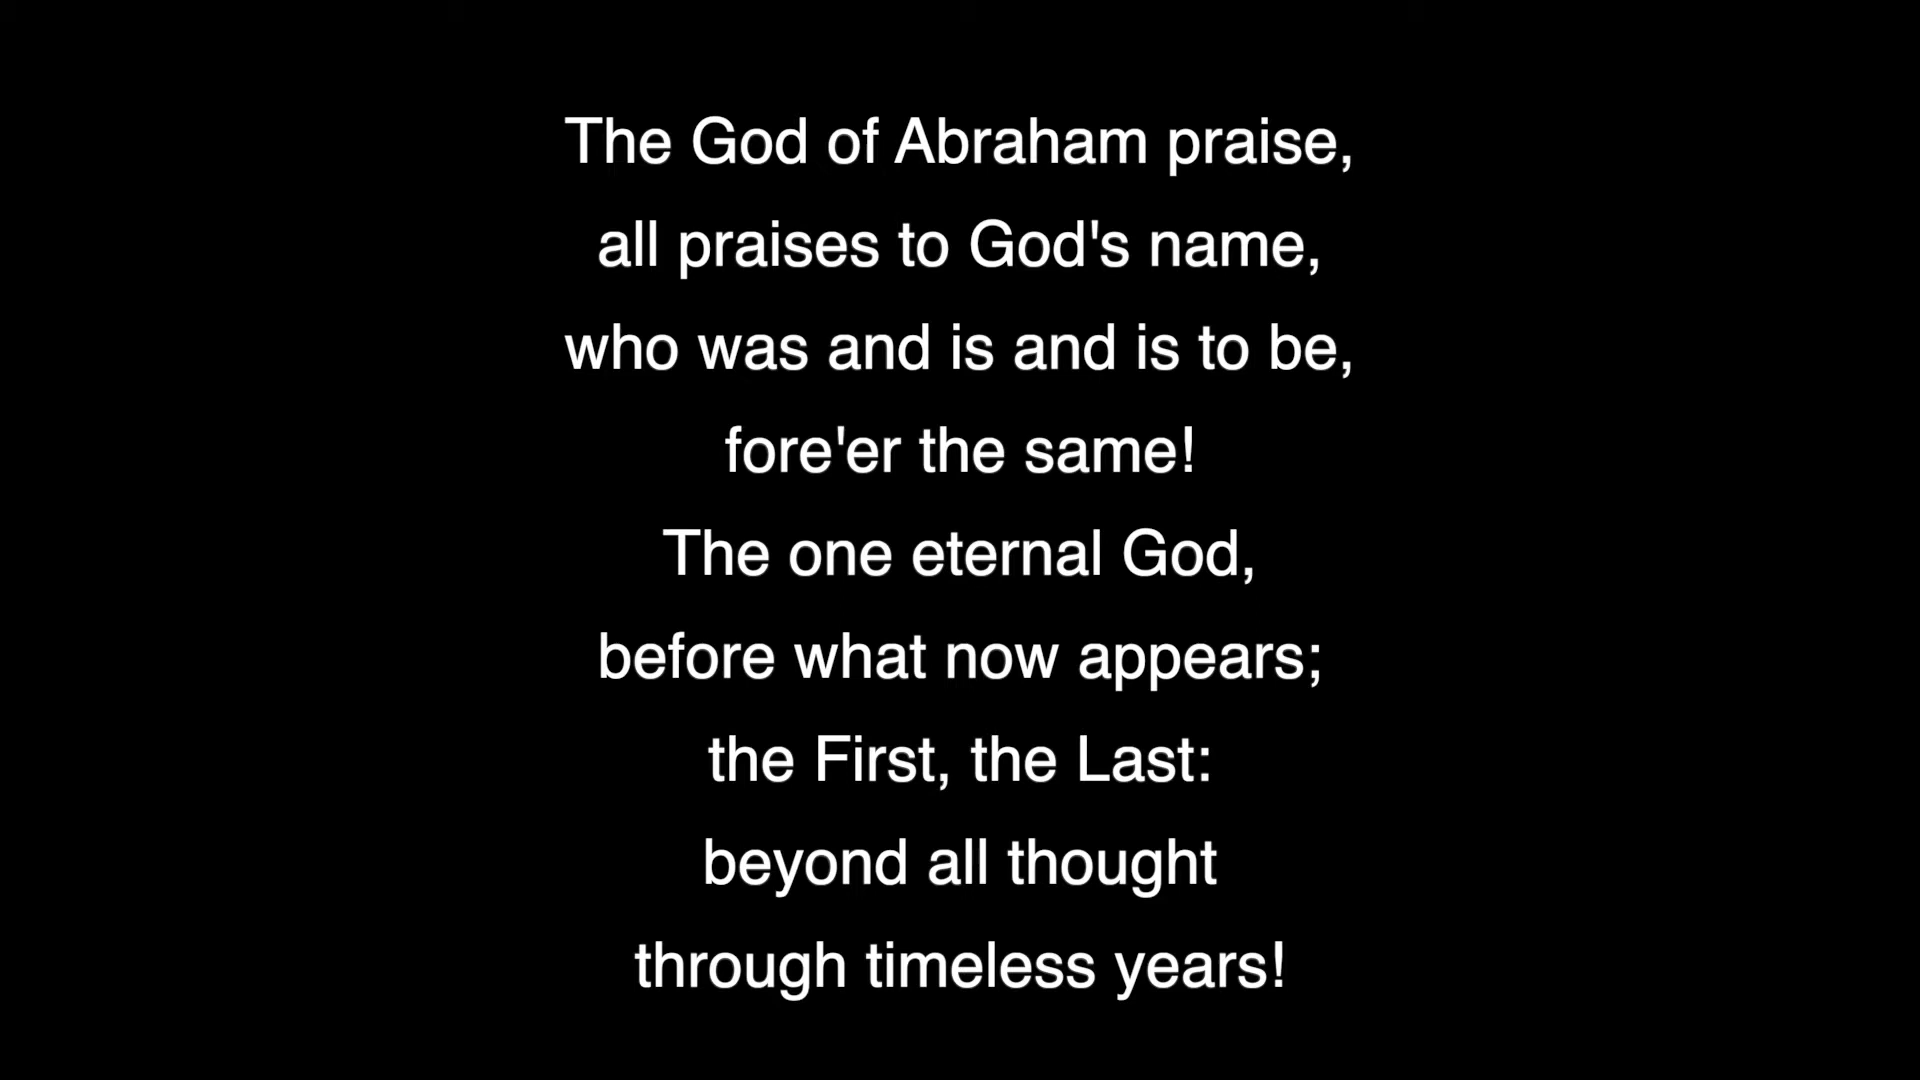 The God of Abraham praise,
all praises to God's name,
who was and is and is to be,
fore'er the same!
The one eternal God,
before what now appears;
the First, the Last:
beyond all thought
through timeless years!